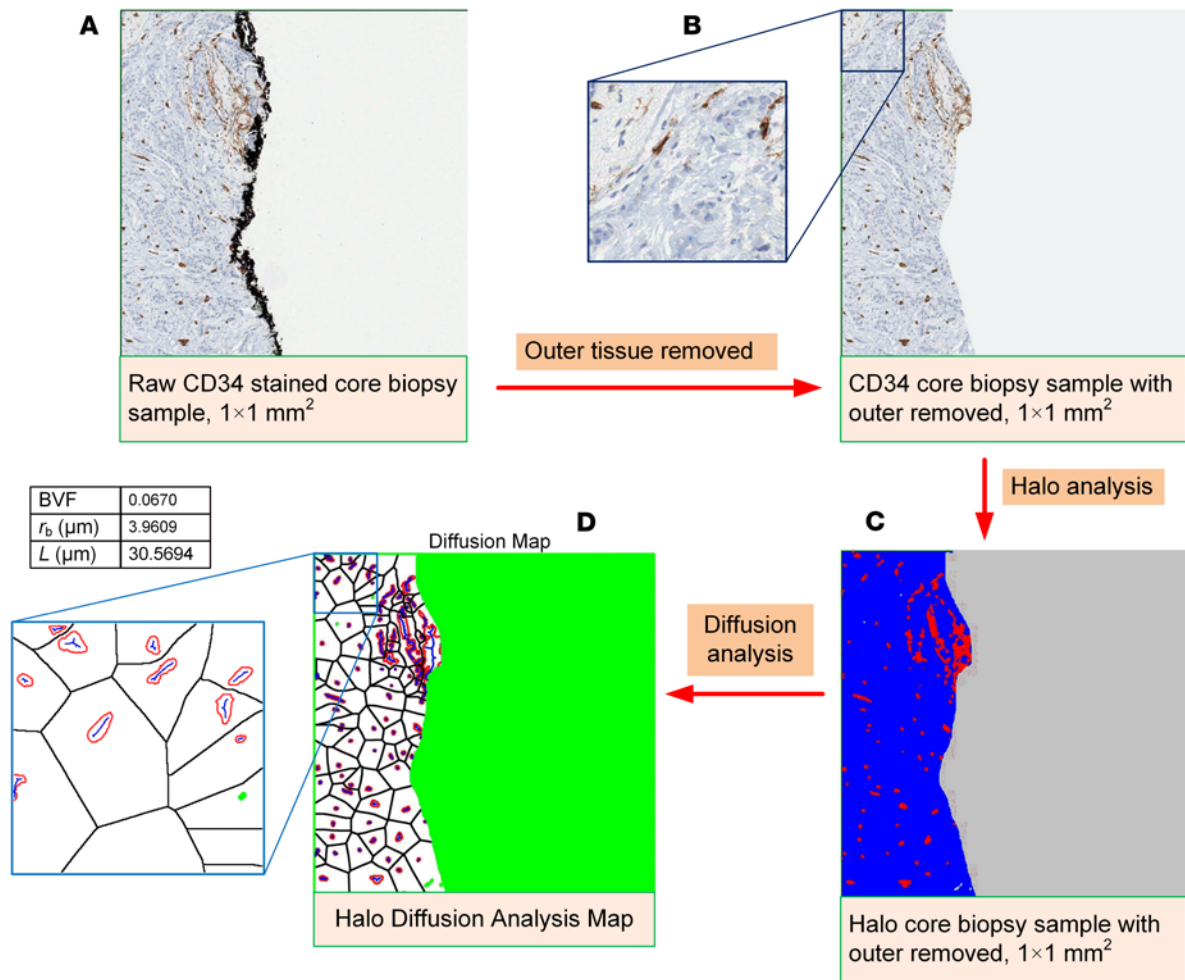 A
B
Outer tissue removed
Raw CD34 stained core biopsy
sample, 1×1 mm²
CD34 core biopsy sample with
outer removed, 1×1 mm²
Halo analysis
BVF 0.0670
r_b (µm) 3.9609
L (µm) 30.5694
D
C
Diffusion Map
Diffusion
analysis
Halo Diffusion Analysis Map
Halo core biopsy sample with
outer removed, 1×1 mm²